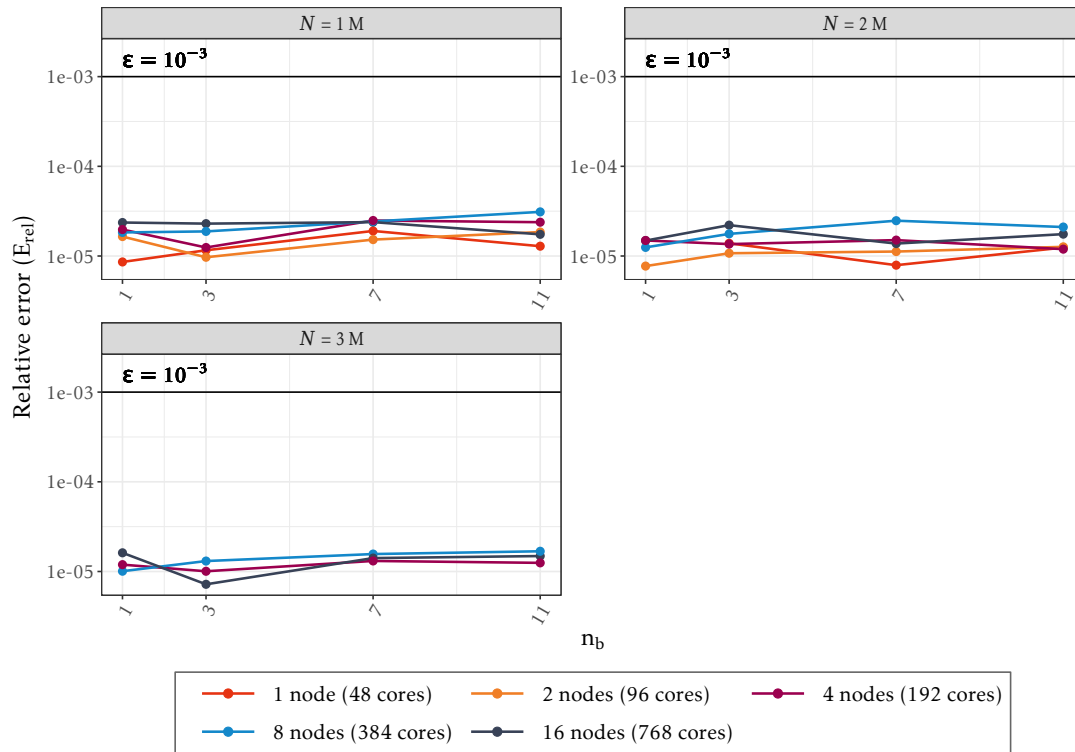 N = 1 M
N = 2 M
ε = 10⁻³
ε = 10⁻³
1e-03
1e-03
1e-04
1e-04
1e-05
1e-05
1
3
7
11
1
3
7
11
N = 3 M
ε = 10⁻³
1e-03
1e-04
1e-05
1
3
7
11
Relative error (E_rel)
n_b
1 node (48 cores)
2 nodes (96 cores)
4 nodes (192 cores)
8 nodes (384 cores)
16 nodes (768 cores)